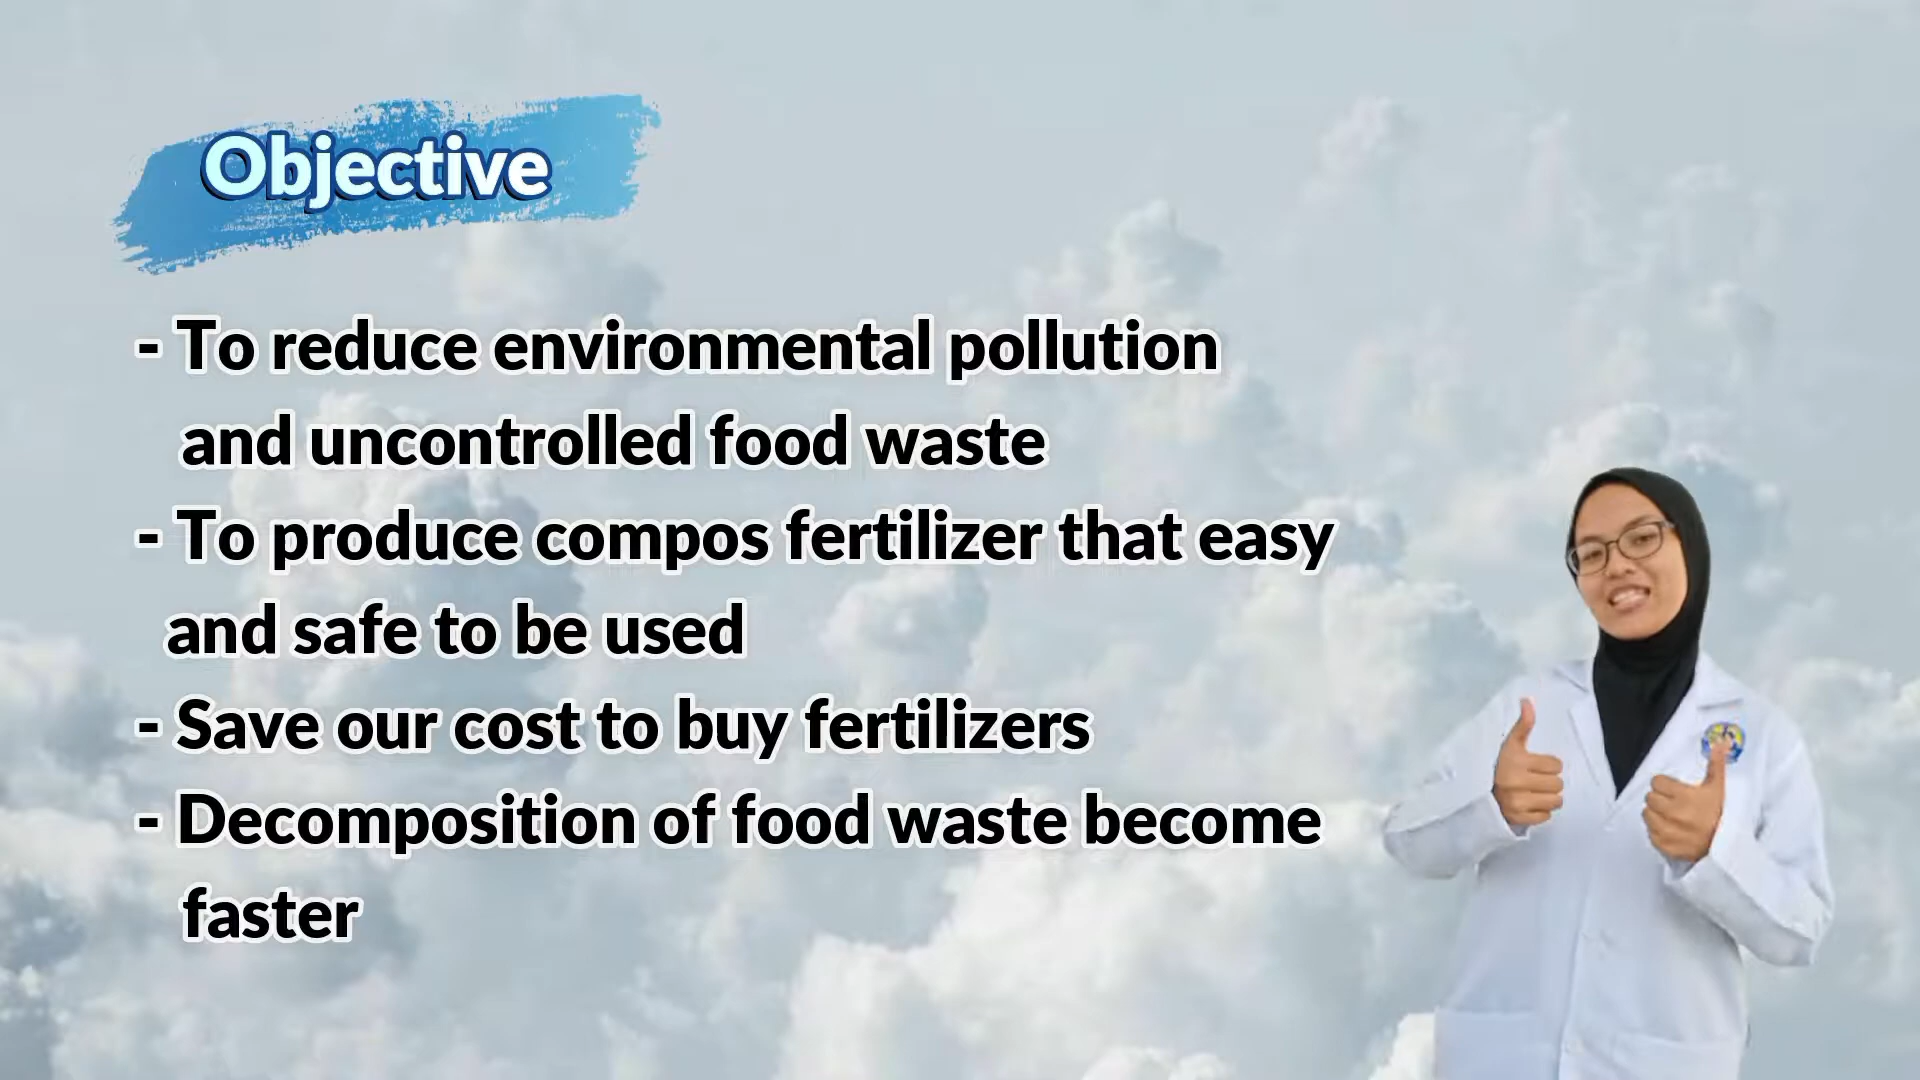 Objective
- To reduce environmental pollution
and uncontrolled food waste
- To produce compos fertilizer that easy
and safe to be used
- Save our cost to buy fertilizers
- Decomposition of food waste become
faster